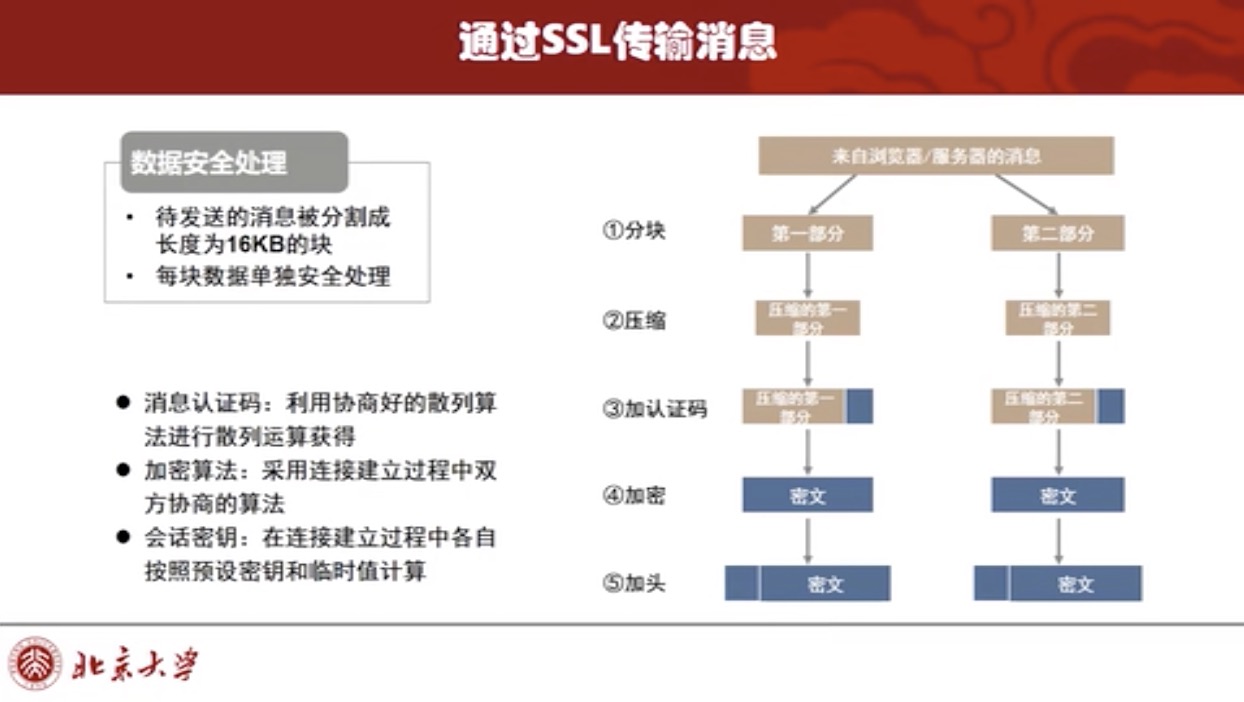 通过SSL传输消息
数据安全处理
• 待发送的消息被分割成
长度为16KB的块
• 每块数据单独安全处理
● 消息认证码：利用协商好的散列算
法进行散列运算获得
● 加密算法：采用连接建立过程中双
方协商的算法
● 会话密钥：在连接建立过程中各自
按照预设密钥和临时值计算
来自浏览器/服务器的消息
①分块
第一部分
第二部分
②压缩
压缩的第一
部分
压缩的第二
部分
③加认证码
压缩的第一
部分
压缩的第二
部分
④加密
密文
密文
⑤加头
密文
密文
北京大学